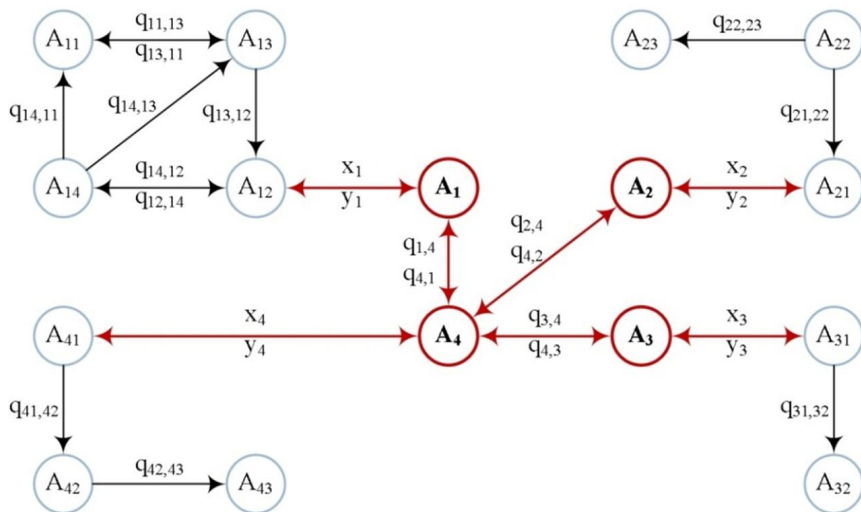 q11,13
A11
A13
q13,11
q22,23
A23
A22
q14,11
q14,13
q13,12
q21,22
q14,12
A14
A12
q12,14
x1
y1
A1
A2
x2
y2
A21
q1,4
q4,1
q2,4
q4,2
A41
x4
y4
A4
q3,4
q4,3
A3
x3
y3
A31
q41,42
q31,32
A42
q42,43
A43
A32